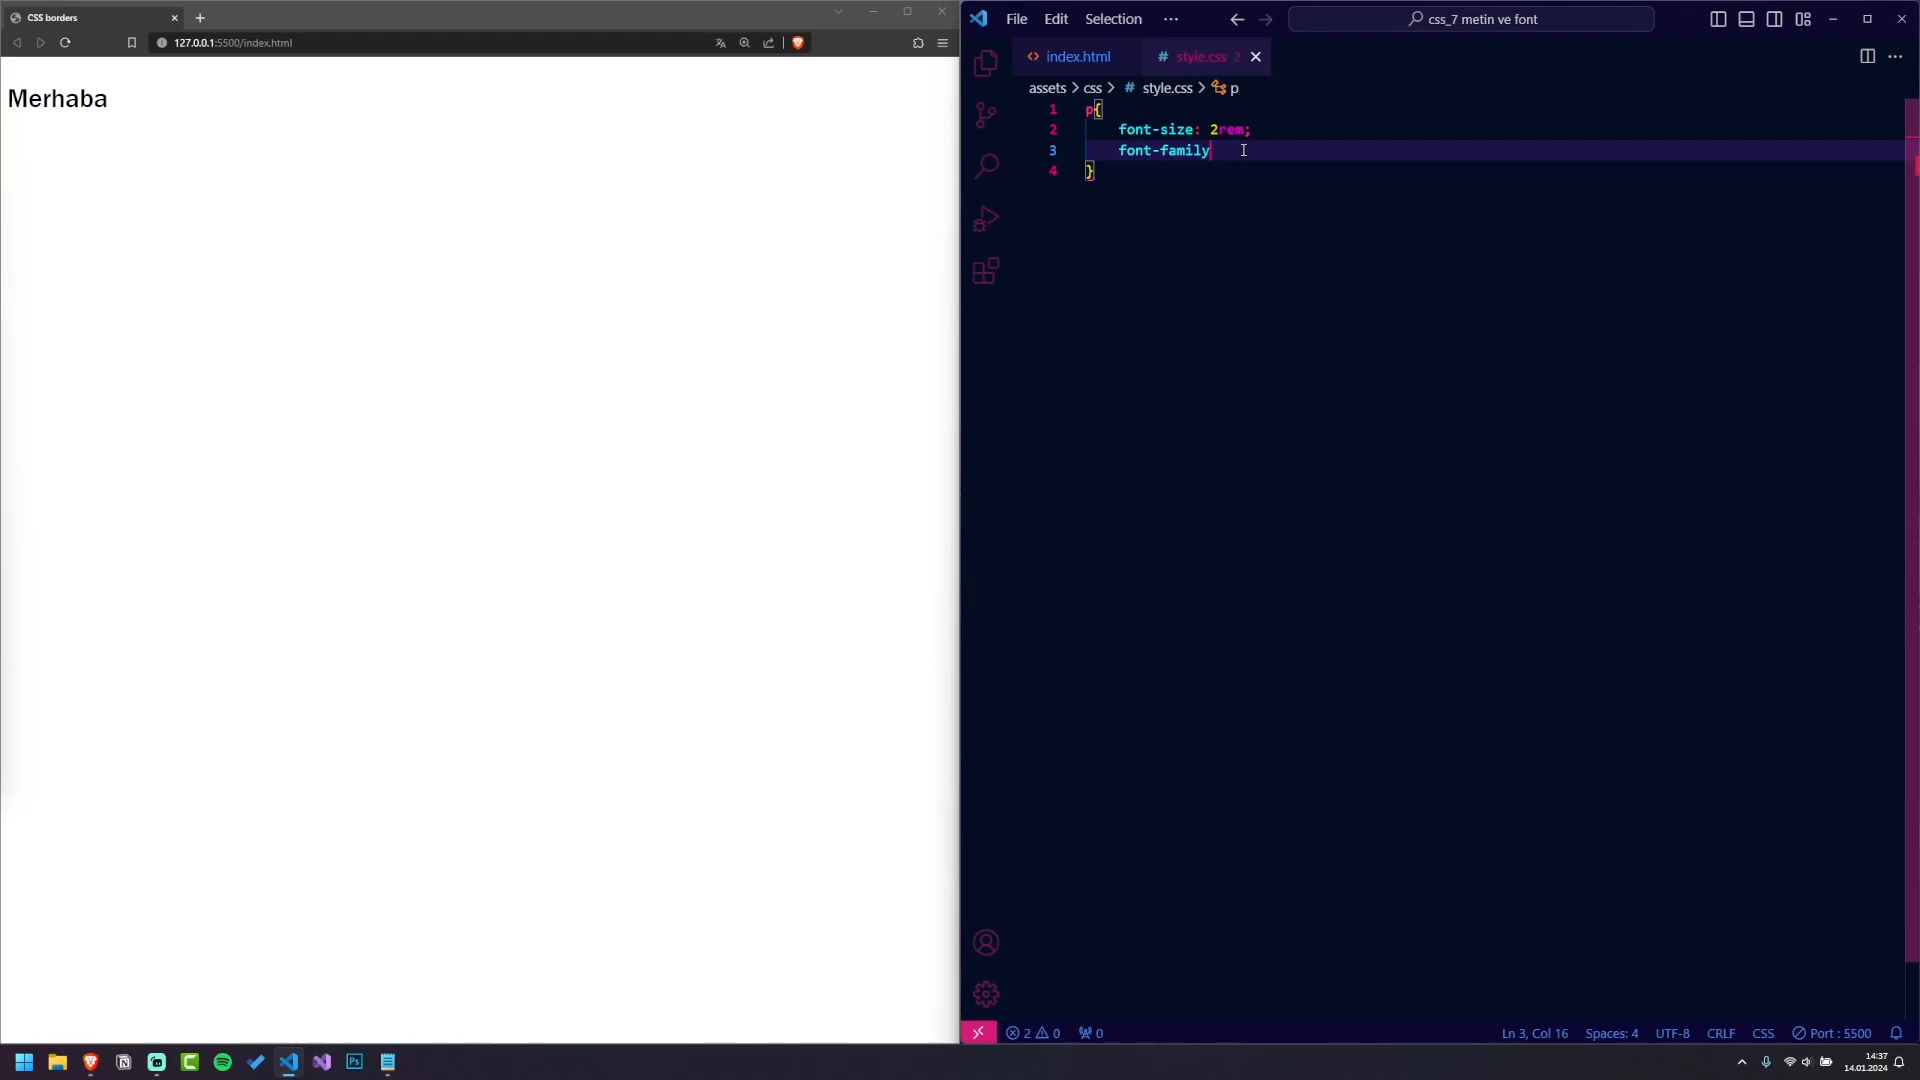 CSS borders
127.0.0.1:5500/index.html
Merhaba
File Edit Selection
css_7 metin ve font
index.html
# style.css 2
assets > css > # style.css > p
1 p{
2 font-size: 2rem;
3 font-family
4 }
2 0 0
Ln 3, Col 16 Spaces: 4 UTF-8 CRLF CSS Port : 5500
Ps
14:37
14.01.2024